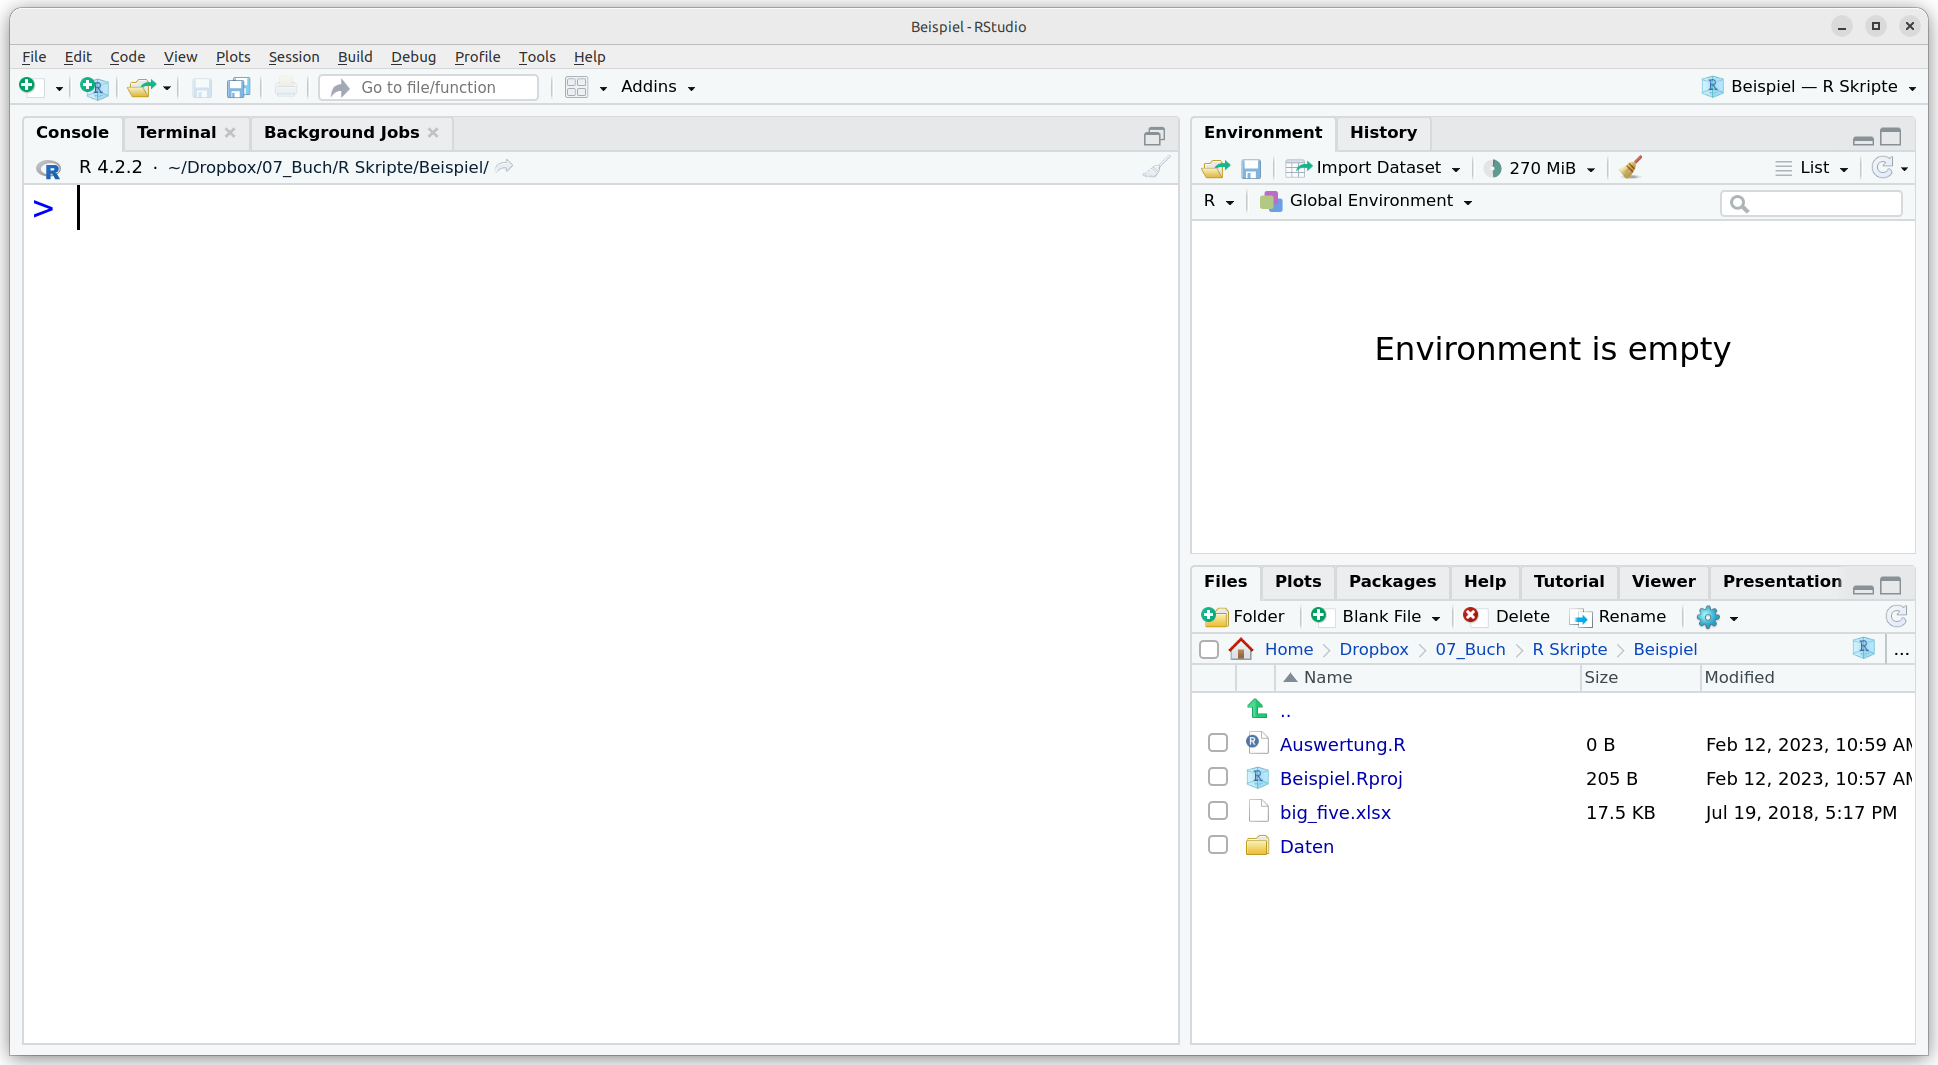 Beispiel - RStudio
File Edit Code View Plots Session Build Debug Profile Tools Help
Go to file/function Addins Beispiel — R Skripte
Console Terminal Background Jobs
R 4.2.2 · ~/Dropbox/07_Buch/R Skripte/Beispiel/
>
Environment History
Import Dataset 270 MiB List
R Global Environment
Environment is empty
Files Plots Packages Help Tutorial Viewer Presentation
Folder Blank File Delete Rename
Home Dropbox 07_Buch R Skripte Beispiel ...
Name Size Modified
..
Auswertung.R 0 B Feb 12, 2023, 10:59 AM
Beispiel.Rproj 205 B Feb 12, 2023, 10:57 AM
big_five.xlsx 17.5 KB Jul 19, 2018, 5:17 PM
Daten